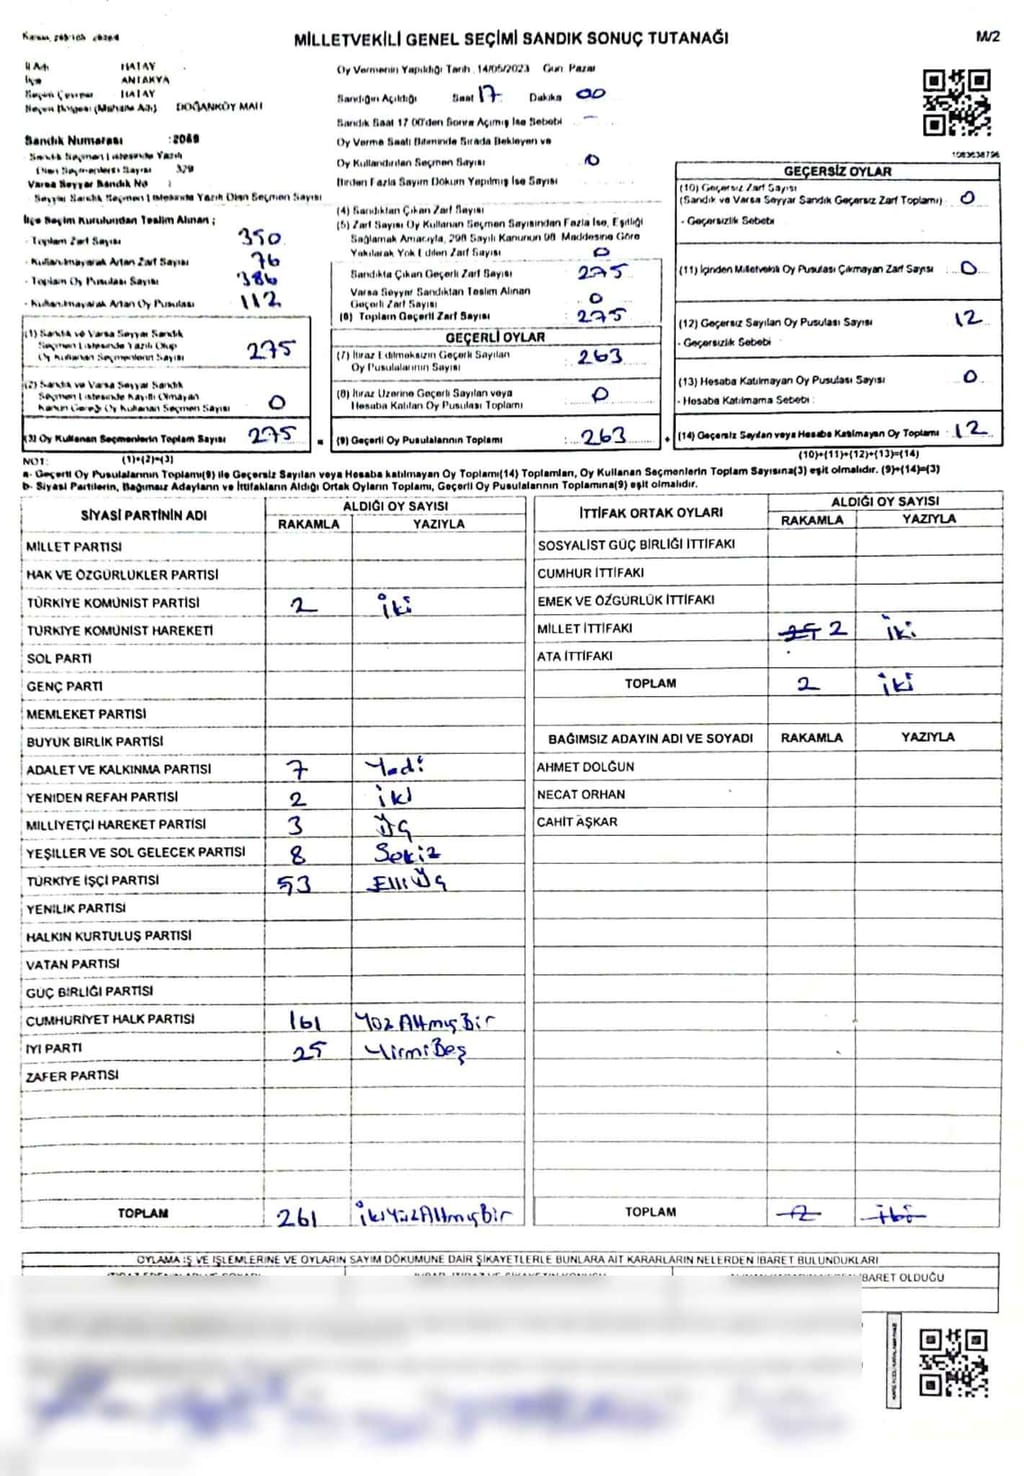 MİLLETVEKİLİ GENEL SEÇİMİ SANDIK SONUÇ TUTANAĞI
M/2
İl Adı HATAY
İlçe ANTAKYA
Seçim Çevresi HATAY
Seçim Bölgesi (Mahalle Adı) DOĞANKÖY MAH
Sandık Numarası :2069
Sandık Seçmen Listesinde Yazılı
Olan Seçmenlerin Sayısı 329
Varsa Seyyar Sandık No :
Seyyar Sandık Seçmen Listesinde Yazılı Olan Seçmen Sayısı
İlçe Seçim Kurulundan Teslim Alınan ;
- Toplam Zarf Sayısı 350
- Kullanılmayarak Artan Zarf Sayısı 76
- Toplam Oy Pusulası Sayısı 386
- Kullanılmayarak Artan Oy Pusulası 112
(1) Sandık ve Varsa Seyyar Sandık
Seçmen Listesinde Yazılı Olup
Oy Kullanan Seçmenlerin Sayısı 275
(2) Sandık ve Varsa Seyyar Sandık
Seçmen Listesinde Kayıtlı Olmayan
Kanun Gereği Oy Kullanan Seçmen Sayısı 0
(3) Oy Kullanan Seçmenlerin Toplam Sayısı 275
Oy Vermenin Yapıldığı Tarih :14/05/2023 Gün: Pazar
Sandığın Açıldığı Saat 17 Dakika 00
Sandık Saat 17:00'den Sonra Açılmış İse Sebebi —
Oy Verme Saati Bitiminde Sırada Bekleyen ve
Oy Kullandırılan Seçmen Sayısı 0
Birden Fazla Sayım Döküm Yapılmış İse Sayısı
(4) Sandıktan Çıkan Zarf Sayısı
(5) Zarf Sayısı Oy Kullanan Seçmen Sayısından Fazla İse, Eşitliği
Sağlamak Amacıyla, 298 Sayılı Kanunun 98. Maddesine Göre
Yakılarak Yok Edilen Zarf Sayısı 0
Sandıkta Çıkan Geçerli Zarf Sayısı 275
Varsa Seyyar Sandıktan Teslim Alınan
Geçerli Zarf Sayısı 0
(6) Toplam Geçerli Zarf Sayısı 275
GEÇERLİ OYLAR
(7) İtiraz Edilmeksizin Geçerli Sayılan
Oy Pusulalarının Sayısı 263
(8) İtiraz Üzerine Geçerli Sayılan veya
Hesaba Katılan Oy Pusulası Toplamı 0
= (9) Geçerli Oy Pusulalarının Toplamı 263
1083638796
GEÇERSİZ OYLAR
(10) Geçersiz Zarf Sayısı
(Sandık ve Varsa Seyyar Sandık Geçersiz Zarf Toplamı) 0
- Geçersizlik Sebebi
(11) İçinden Milletvekili Oy Pusulası Çıkmayan Zarf Sayısı 0
(12) Geçersiz Sayılan Oy Pusulası Sayısı 12
- Geçersizlik Sebebi
(13) Hesaba Katılmayan Oy Pusulası Sayısı 0
- Hesaba Katılmama Sebebi :
+ (14) Geçersiz Sayılan veya Hesaba Katılmayan Oy Toplamı 12
NOT: (1)+(2)=(3) (10)+(11)+(12)+(13)=(14)
a- Geçerli Oy Pusulalarının Toplamı(9) ile Geçersiz Sayılan veya Hesaba katılmayan Oy Toplamı(14) Toplamları, Oy Kullanan Seçmenlerin Toplam Sayısına(3) eşit olmalıdır. (9)+(14)=(3)
b- Siyasi Partilerin, Bağımsız Adayların ve İttifakların Aldığı Ortak Oyların Toplamı, Geçerli Oy Pusulalarının Toplamına(9) eşit olmalıdır.
SİYASİ PARTİNİN ADI ALDIĞI OY SAYISI
RAKAMLA YAZIYLA
MİLLET PARTİSİ
HAK VE ÖZGÜRLÜKLER PARTİSİ
TÜRKİYE KOMÜNİST PARTİSİ 2 iki
TÜRKİYE KOMÜNİST HAREKETİ
SOL PARTİ
GENÇ PARTİ
MEMLEKET PARTİSİ
BÜYÜK BİRLİK PARTİSİ
ADALET VE KALKINMA PARTİSİ 7 Yedi
YENİDEN REFAH PARTİSİ 2 iki
MİLLİYETÇİ HAREKET PARTİSİ 3 Üç
YEŞİLLER VE SOL GELECEK PARTİSİ 8 Sekiz
TÜRKİYE İŞÇİ PARTİSİ 53 Elli Üç
YENİLİK PARTİSİ
HALKIN KURTULUŞ PARTİSİ
VATAN PARTİSİ
GÜÇ BİRLİĞİ PARTİSİ
CUMHURİYET HALK PARTİSİ 161 Yüz Altmış Bir
İYİ PARTİ 25 Yirmi Beş
ZAFER PARTİSİ
TOPLAM 261 İki Yüz Altmış Bir
İTTİFAK ORTAK OYLARI ALDIĞI OY SAYISI
RAKAMLA YAZIYLA
SOSYALİST GÜÇ BİRLİĞİ İTTİFAKI
CUMHUR İTTİFAKI
EMEK VE ÖZGÜRLÜK İTTİFAKI
MİLLET İTTİFAKI 2 iki
ATA İTTİFAKI
TOPLAM 2 iki
BAĞIMSIZ ADAYIN ADI VE SOYADI RAKAMLA YAZIYLA
AHMET DOLĞUN
NECAT ORHAN
CAHİT AŞKAR
TOPLAM
OYLAMA İŞ VE İŞLEMLERİNE VE OYLARIN SAYIM DÖKÜMÜNE DAİR ŞİKAYETLERLE BUNLARA AİT KARARLARIN NELERDEN İBARET BULUNDUKLARI
İBARET OLDUĞU